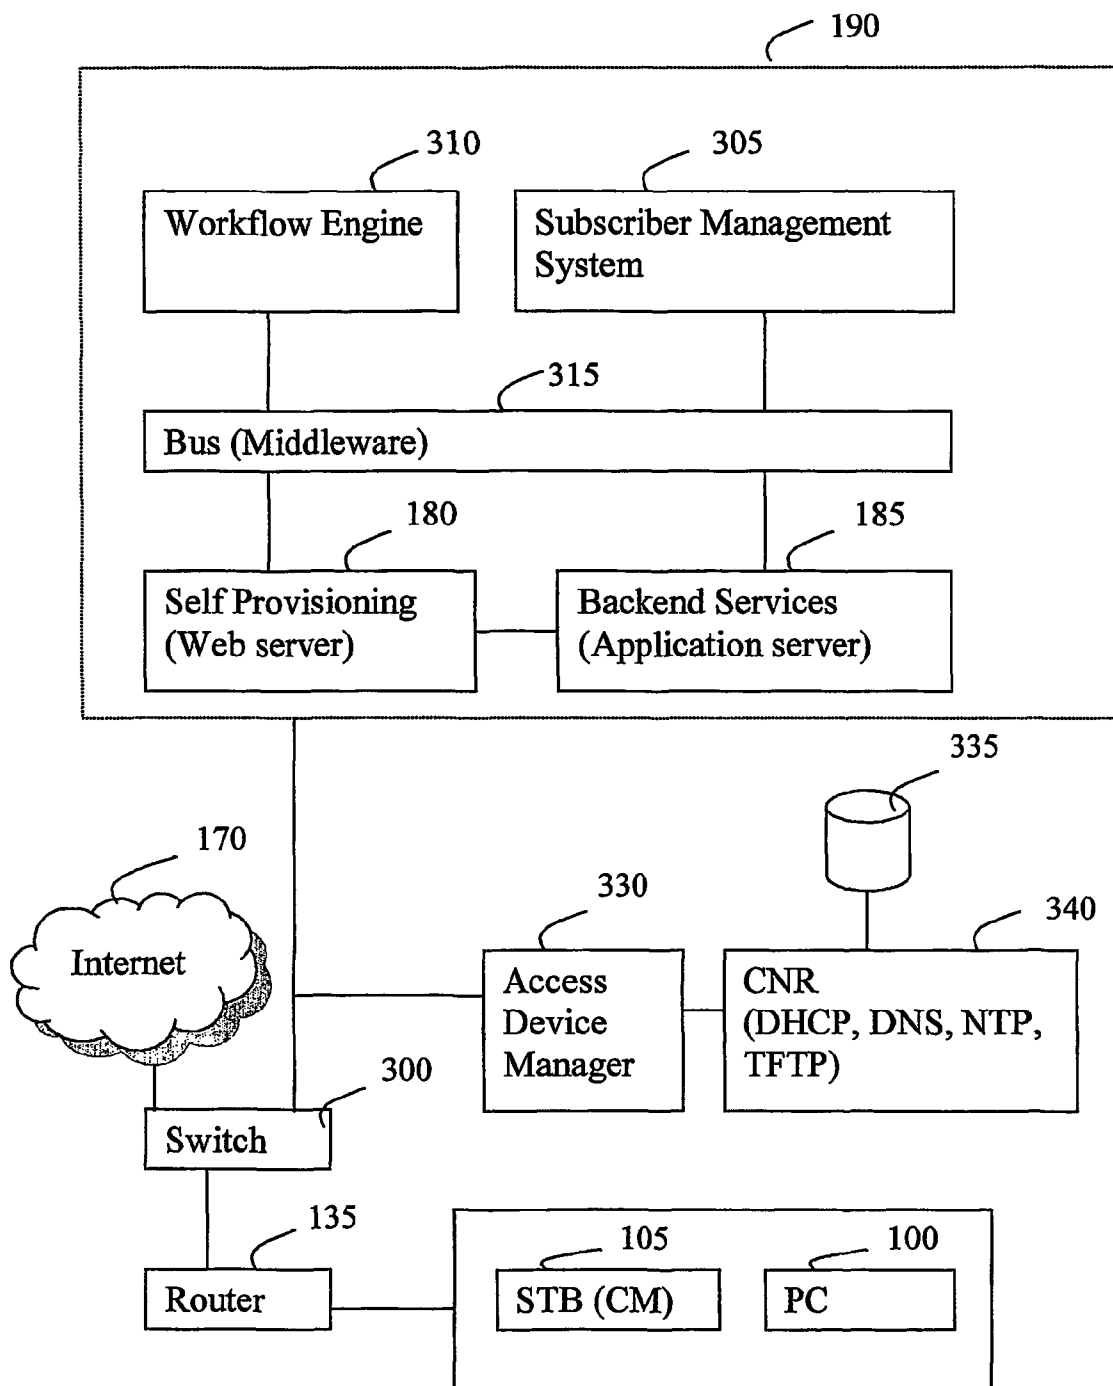 190
310
305
Workflow Engine
Subscriber Management
System
315
Bus (Middleware)
180
185
Self Provisioning
(Web server)
Backend Services
(Application server)
335
170
330
340
Internet
Access
Device
Manager
CNR
(DHCP, DNS, NTP,
TFTP)
300
Switch
135
105
100
Router
STB (CM)
PC